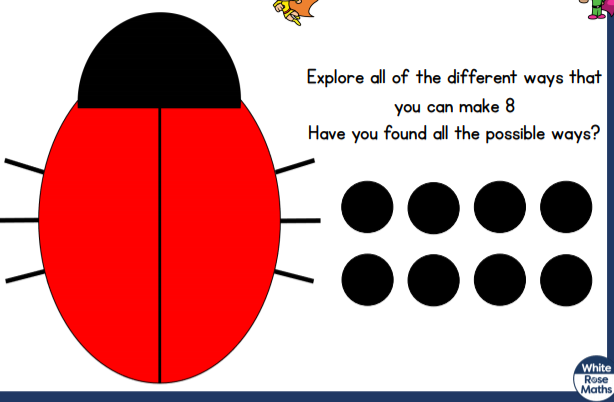 Explore all of the different ways that
you can make 8
Have you found all the possible ways?
White
Rose
Maths